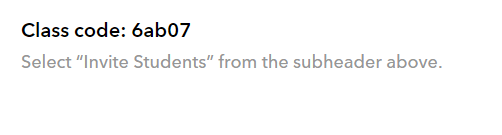 Class code: 6ab07
Select “Invite Students” from the subheader above.